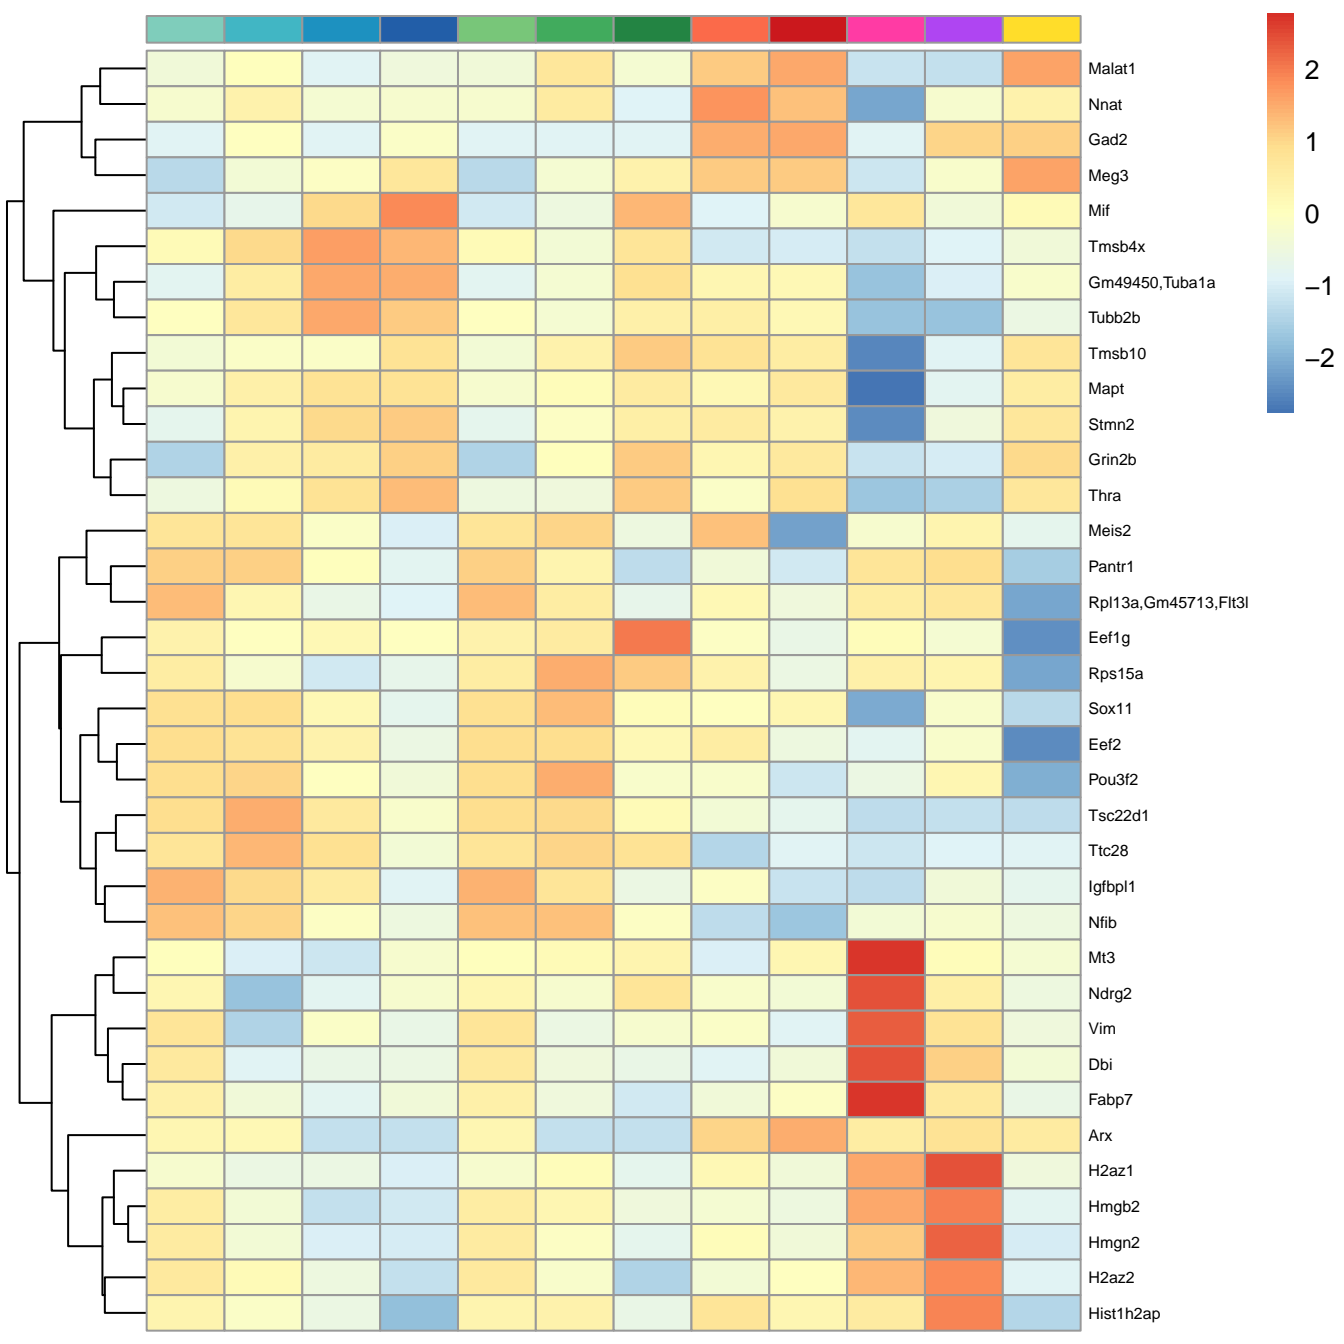 Malat1
Nnat
Gad2
Meg3
Mif
Tmsb4x
Gm49450,Tuba1a
Tubb2b
Tmsb10
Mapt
Stmn2
Grin2b
Thra
Meis2
Pantr1
Rpl13a,Gm45713,Flt3l
Eef1g
Rps15a
Sox11
Eef2
Pou3f2
Tsc22d1
Ttc28
Igfbpl1
Nfib
Mt3
Ndrg2
Vim
Dbi
Fabp7
Arx
H2az1
Hmgb2
Hmgn2
H2az2
Hist1h2ap
2
1
0
−1
−2